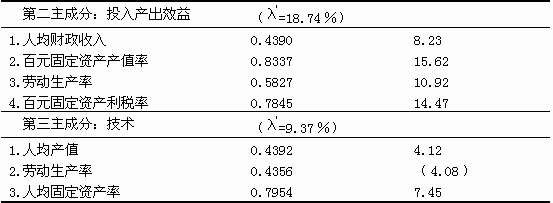 第二主成分：投入产出效益 (λ'=18.74％)
1.人均财政收入 0.4390 8.23
2.百元固定资产产值率 0.8337 15.62
3.劳动生产率 0.5827 10.92
4.百元固定资产利税率 0.7845 14.47
第三主成分：技术 (λ'=9.37％)
1.人均产值 0.4392 4.12
2.劳动生产率 0.4356 (4.08)
3.人均固定资产率 0.7954 7.45